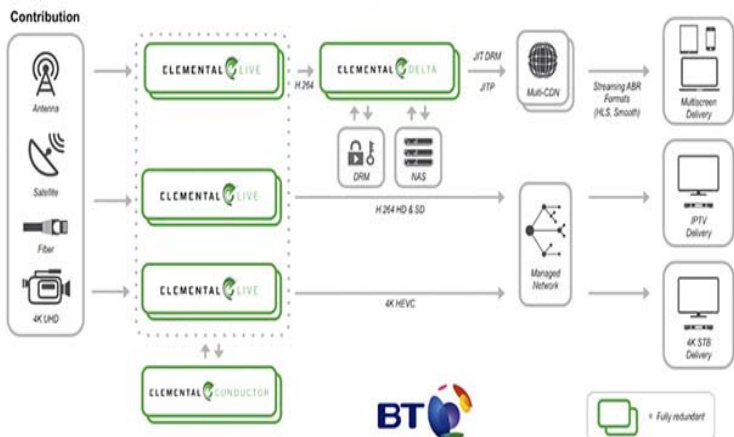 Contribution
Antenna
Satellite
Fiber
4K UHD
ELEMENTAL LIVE
H.264
ELEMENTAL DELTA
JIT DRM
JITP
Multi-CDN
Streaming ABR
Formats
(HLS, Smooth)
Multiscreen
Delivery
DRM
NAS
ELEMENTAL LIVE
H.264 HD & SD
Managed
Network
IPTV
Delivery
ELEMENTAL LIVE
4K HEVC
4K STB
Delivery
ELEMENTAL CONDUCTOR
BT
= Fully redundant